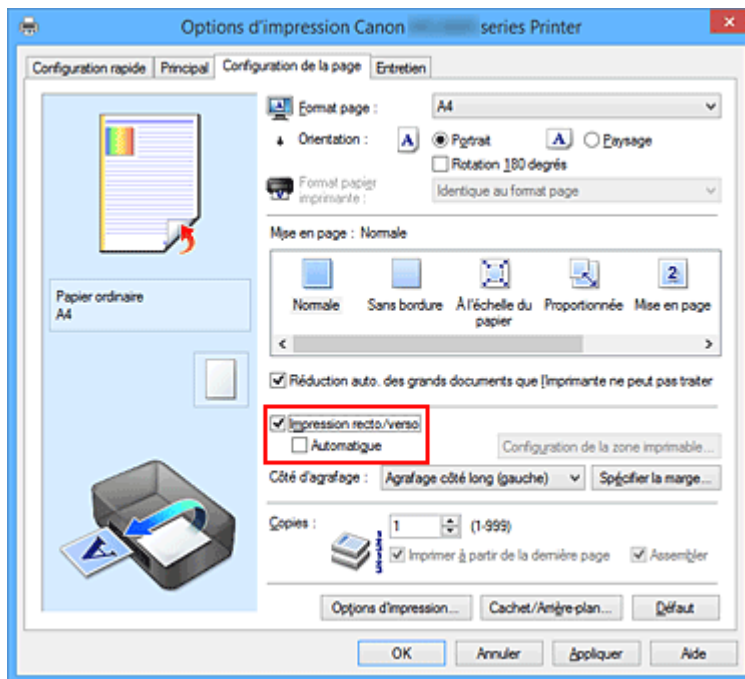 Options d'impression Canon series Printer
Configuration rapide Principal Configuration de la page Entretien
Format page :
A4
Orientation :
A
Portrait
A
Paysage
Rotation 180 degrés
Format papier
imprimante :
Identique au format page
Mise en page : Normale
Normale
Sans bordure
À l'échelle du
papier
Proportionnée
2
Mise en page
Papier ordinaire
A4
Réduction auto. des grands documents que l'imprimante ne peut pas traiter
Impression recto/verso
Automatique
Configuration de la zone imprimable...
Côté d'agrafage :
Agrafage côté long (gauche)
Spécifier la marge...
Copies :
1
(1-999)
Imprimer à partir de la dernière page
Assembler
A
Options d'impression...
Cachet/Arrière-plan...
Défaut
OK
Annuler
Appliquer
Aide